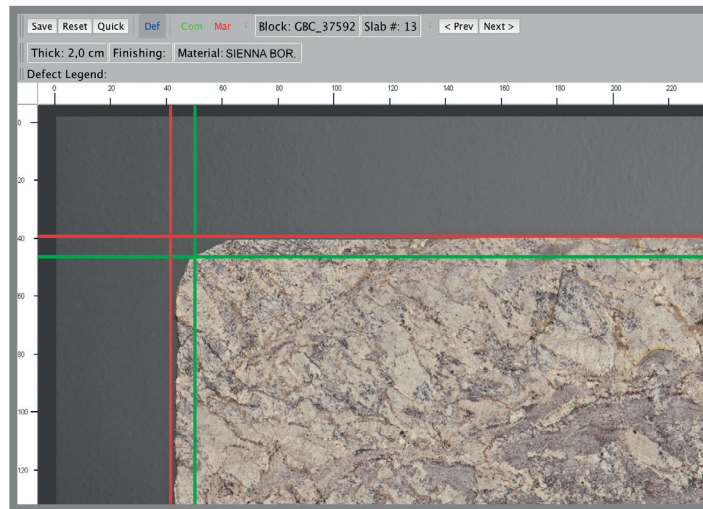 Save Reset Quick Def Com Mar Block: GBC_37592 Slab #: 13 < Prev Next >
Thick: 2,0 cm Finishing: Material: SIENNA BOR.
Defect Legend:
0 20 40 60 80 100 120 140 160 180 200 220
0
20
40
60
80
100
120